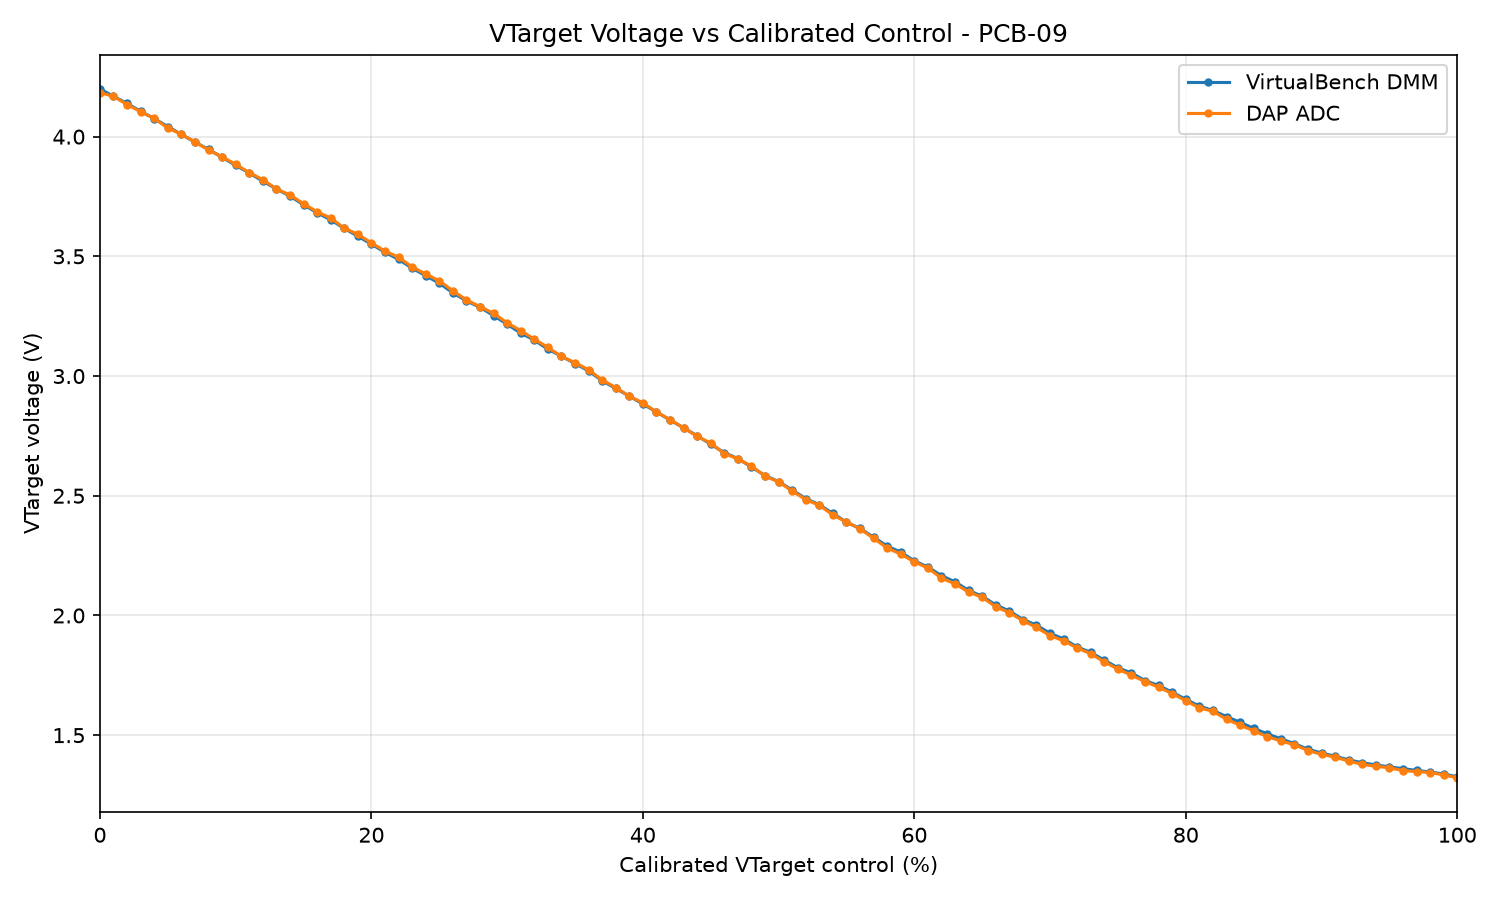 VTarget Voltage vs Calibrated Control - PCB-09
VirtualBench DMM
DAP ADC
VTarget voltage (V)
4.0
3.5
3.0
2.5
2.0
1.5
0
20
40
60
80
100
Calibrated VTarget control (%)